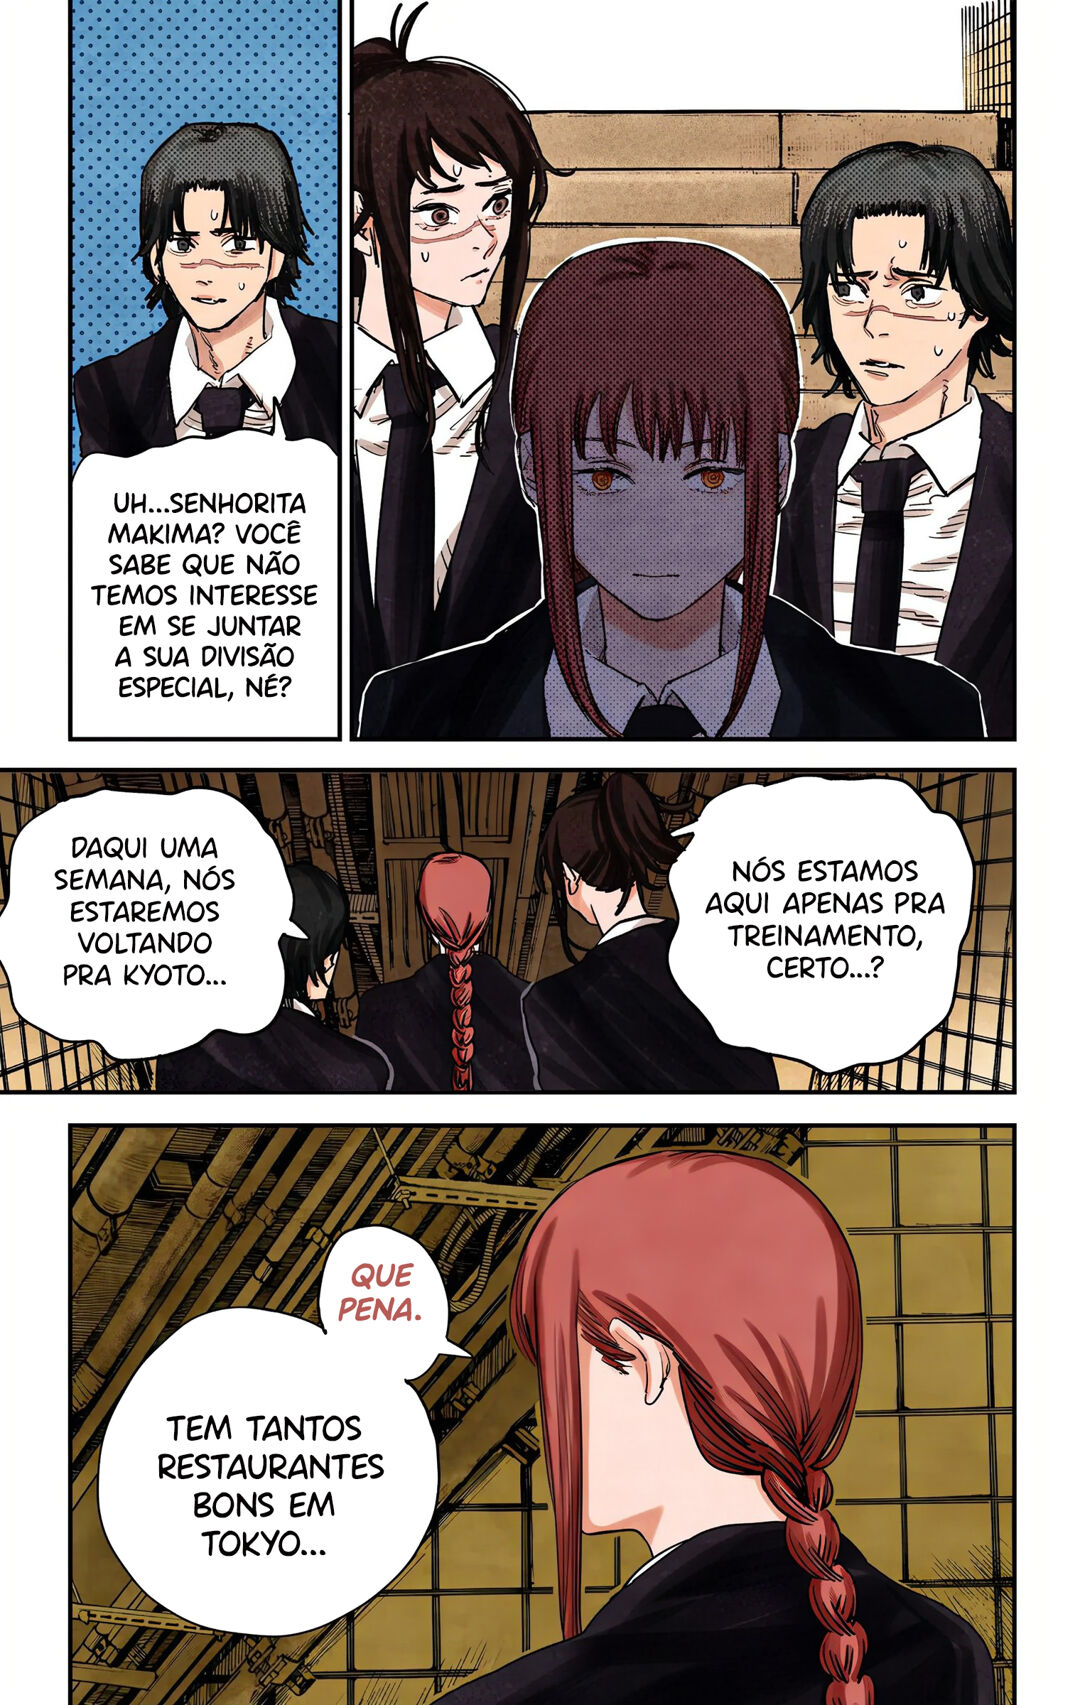 UH...SENHORITA
MAKIMA? VOCÊ
SABE QUE NÃO
TEMOS INTERESSE
EM SE JUNTAR
A SUA DIVISÃO
ESPECIAL, NÉ?
NÓS ESTAMOS
AQUI APENAS PRA
TREINAMENTO,
CERTO...?
DAQUI UMA
SEMANA, NÓS
ESTAREMOS
VOLTANDO
PRA KYOTO...
QUE
PENA.
TEM TANTOS
RESTAURANTES
BONS EM
TOKYO...